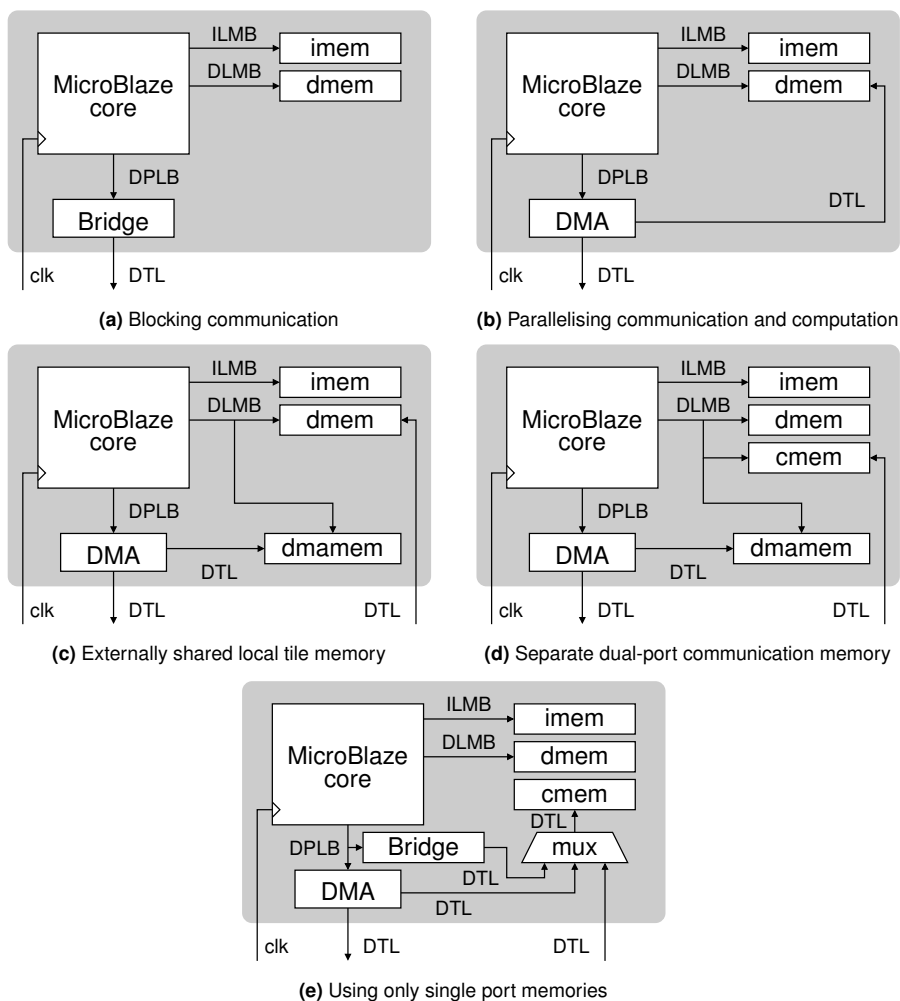 ILMB
imem
DLMB
dmem
MicroBlaze
core
DPLB
Bridge
clk
DTL
(a) Blocking communication
ILMB
imem
DLMB
dmem
MicroBlaze
core
DPLB
DTL
DMA
clk
DTL
(b) Parallelising communication and computation
ILMB
imem
DLMB
dmem
MicroBlaze
core
DPLB
DMA
dmamem
DTL
clk
DTL
DTL
(c) Externally shared local tile memory
ILMB
imem
DLMB
dmem
MicroBlaze
core
cmem
DPLB
DMA
dmamem
DTL
clk
DTL
DTL
(d) Separate dual-port communication memory
ILMB
imem
DLMB
dmem
MicroBlaze
core
cmem
DTL
DPLB
Bridge
mux
DTL
DMA
DTL
clk
DTL
DTL
(e) Using only single port memories